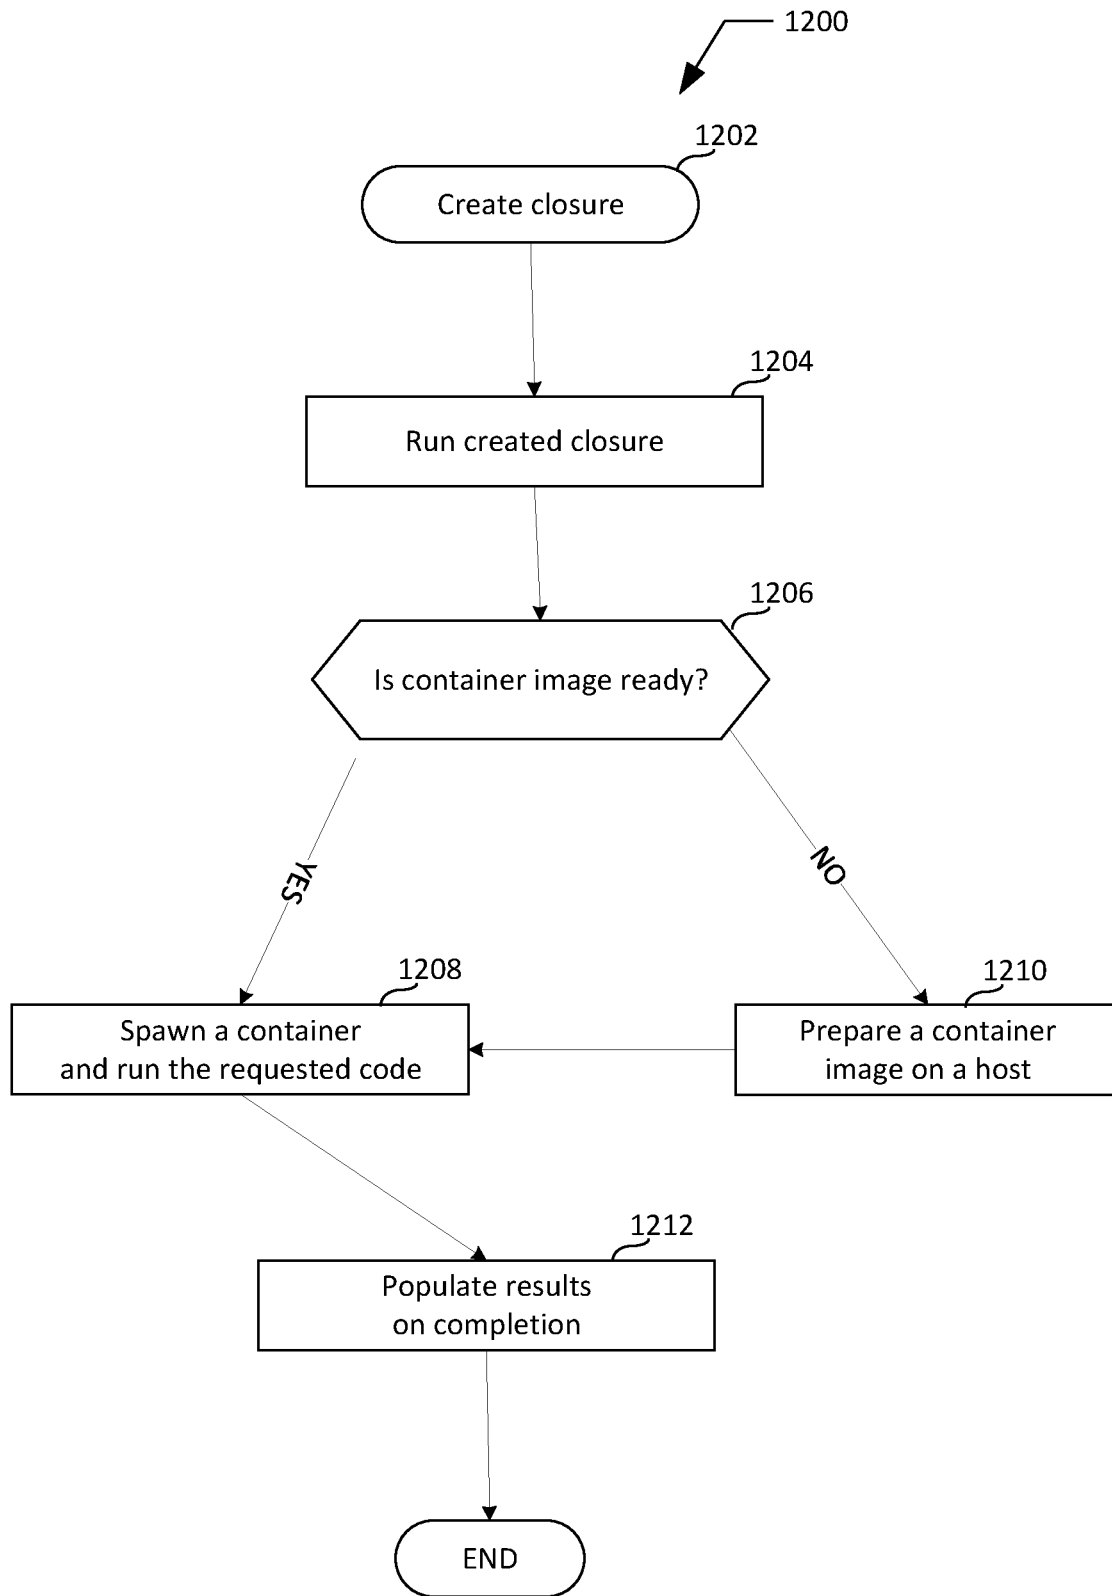 1200
1202
Create closure
1204
Run created closure
1206
Is container image ready?
YES
NO
1208
Spawn a container
and run the requested code
1210
Prepare a container
image on a host
1212
Populate results
on completion
END